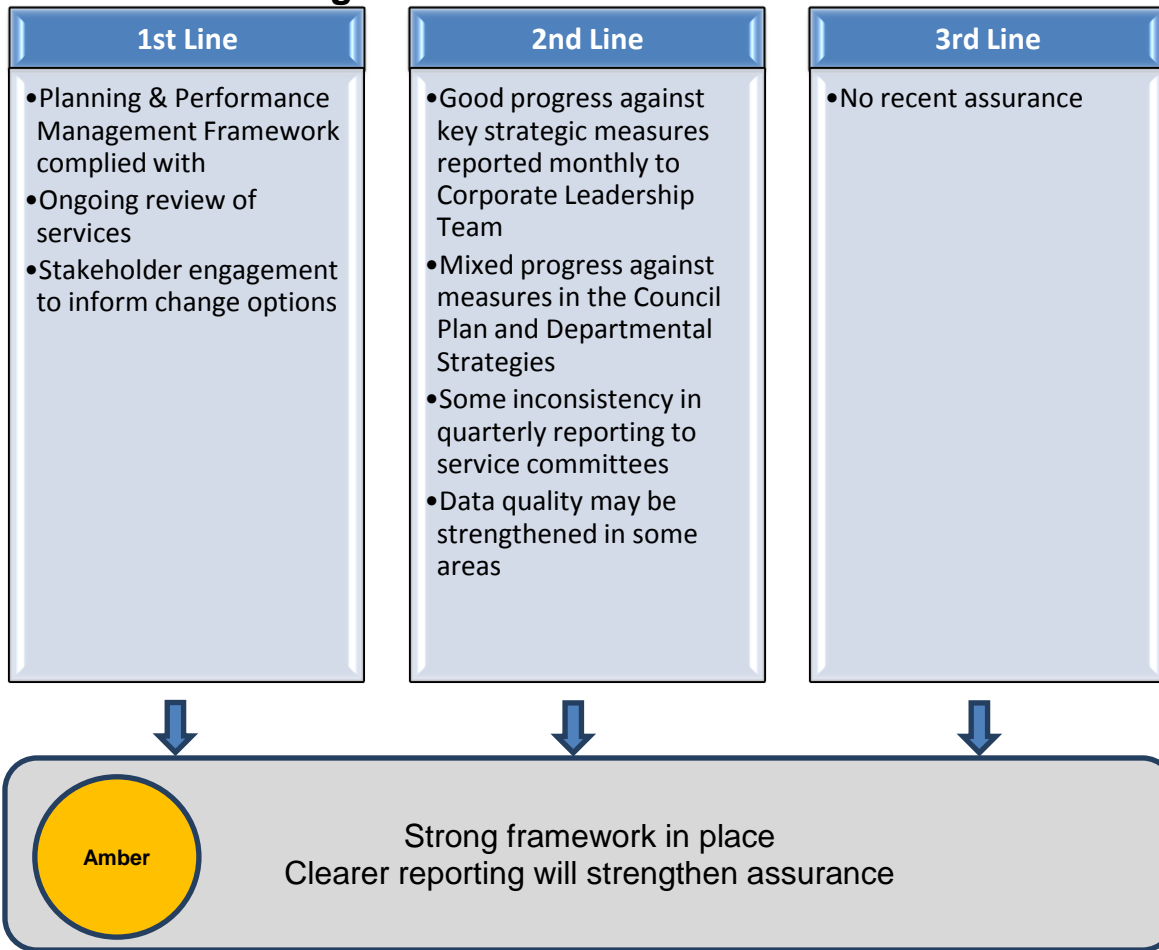 1st Line
•Planning & Performance
Management Framework
complied with
•Ongoing review of
services
•Stakeholder engagement
to inform change options
2nd Line
•Good progress against
key strategic measures
reported monthly to
Corporate Leadership
Team
•Mixed progress against
measures in the Council
Plan and Departmental
Strategies
•Some inconsistency in
quarterly reporting to
service committees
•Data quality may be
strengthened in some
areas
3rd Line
•No recent assurance
Amber
Strong framework in place
Clearer reporting will strengthen assurance